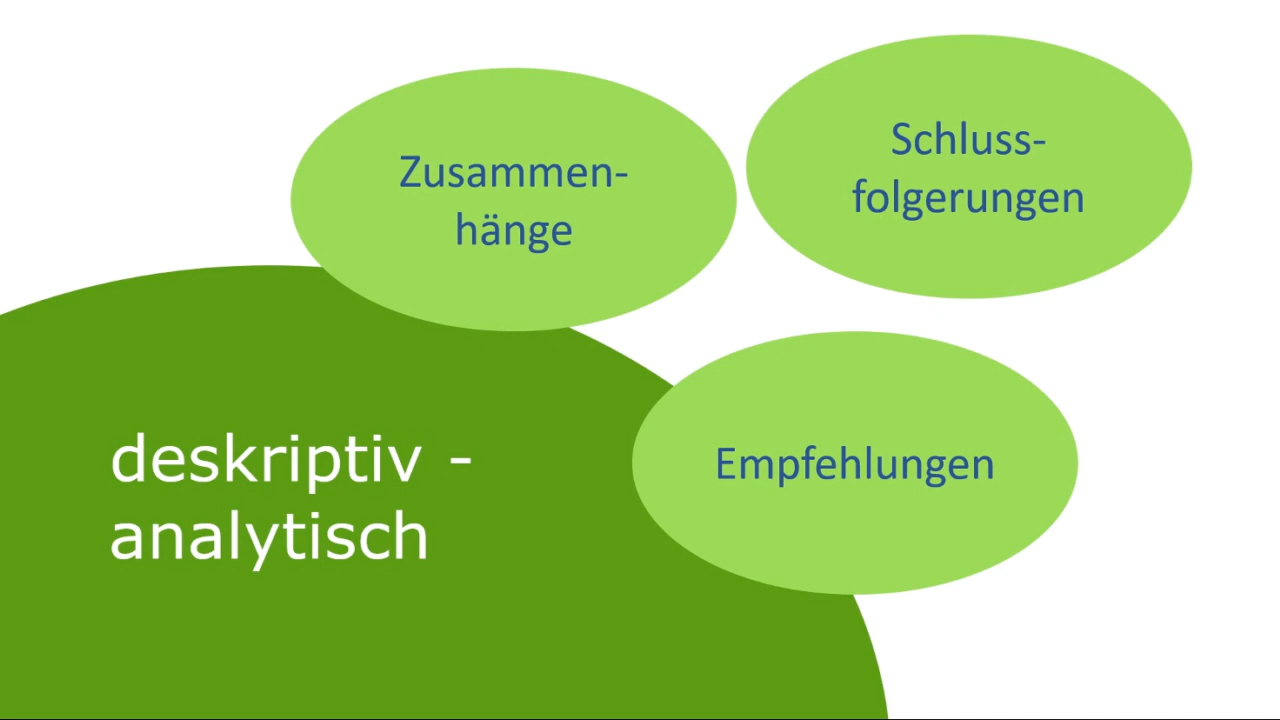 Zusammen-
hänge
Schluss-
folgerungen
Empfehlungen
deskriptiv -
analytisch